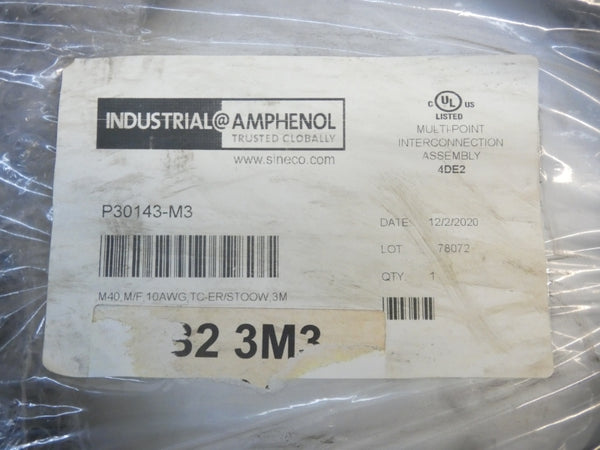 INDUSTRIAL@AMPHENOL
TRUSTED GLOBALLY
www.sineco.com
C UL US
LISTED
MULTI-POINT
INTERCONNECTION
ASSEMBLY
4DE2
P30143-M3
DATE: 12/2/2020
LOT 78072
QTY. 1
M40,M/F,10AWG,TC-ER/STOOW,3M
32 3M3